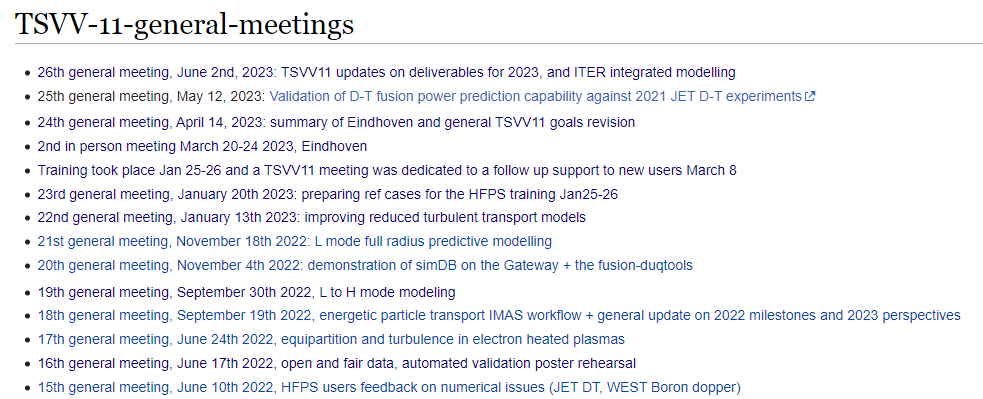 TSVV-11-general-meetings
26th general meeting, June 2nd, 2023: TSVV11 updates on deliverables for 2023, and ITER integrated modelling
25th general meeting, May 12, 2023: Validation of D-T fusion power prediction capability against 2021 JET D-T experiments
24th general meeting, April 14, 2023: summary of Eindhoven and general TSVV11 goals revision
2nd in person meeting March 20-24 2023, Eindhoven
Training took place Jan 25-26 and a TSVV11 meeting was dedicated to a follow up support to new users March 8
23rd general meeting, January 20th 2023: preparing ref cases for the HFPS training Jan25-26
22nd general meeting, January 13th 2023: improving reduced turbulent transport models
21st general meeting, November 18th 2022: L mode full radius predictive modelling
20th general meeting, November 4th 2022: demonstration of simDB on the Gateway + the fusion-duqtools
19th general meeting, September 30th 2022, L to H mode modeling
18th general meeting, September 19th 2022, energetic particle transport IMAS workflow + general update on 2022 milestones and 2023 perspectives
17th general meeting, June 24th 2022, equipartition and turbulence in electron heated plasmas
16th general meeting, June 17th 2022, open and fair data, automated validation poster rehearsal
15th general meeting, June 10th 2022, HFPS users feedback on numerical issues (JET DT, WEST Boron dopper)